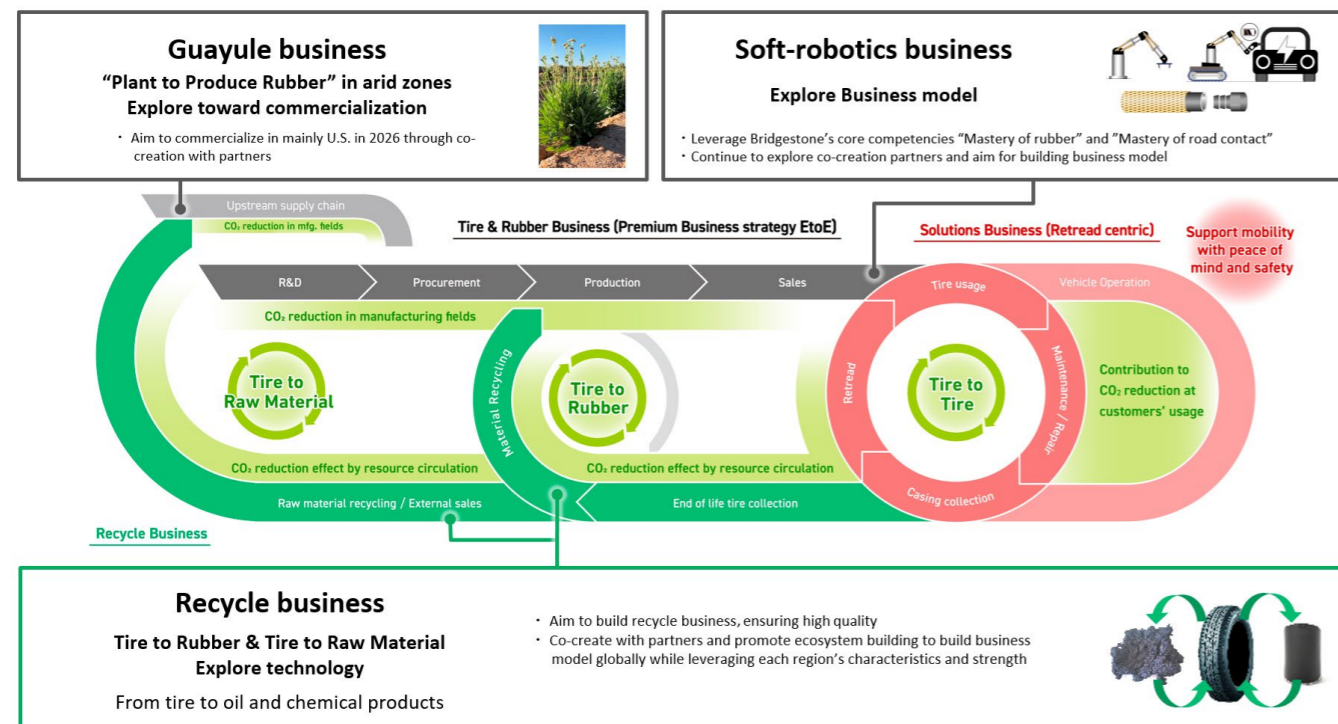 Guayule business
“Plant to Produce Rubber” in arid zones
Explore toward commercialization
・ Aim to commercialize in mainly U.S. in 2026 through co-
creation with partners
Soft-robotics business
Explore Business model
・ Leverage Bridgestone’s core competencies “Mastery of rubber” and ”Mastery of road contact”
・ Continue to explore co-creation partners and aim for building business model
Upstream supply chain
CO₂ reduction in mfg. fields
Tire & Rubber Business (Premium Business strategy EtoE)
Solutions Business (Retread centric)
Support mobility
with peace of
mind and safety
R&D
Procurement
Production
Sales
Tire usage
Vehicle Operation
CO₂ reduction in manufacturing fields
Tire to
Raw Material
Material Recycling
Tire to
Rubber
Retread
Tire to
Tire
Maintenance / Repair
Contribution to
CO₂ reduction at
customers’ usage
CO₂ reduction effect by resource circulation
CO₂ reduction effect by resource circulation
Raw material recycling / External sales
End of life tire collection
Casing collection
Recycle Business
Recycle business
Tire to Rubber & Tire to Raw Material
Explore technology
From tire to oil and chemical products
・ Aim to build recycle business, ensuring high quality
・ Co-create with partners and promote ecosystem building to build business
model globally while leveraging each region’s characteristics and strength